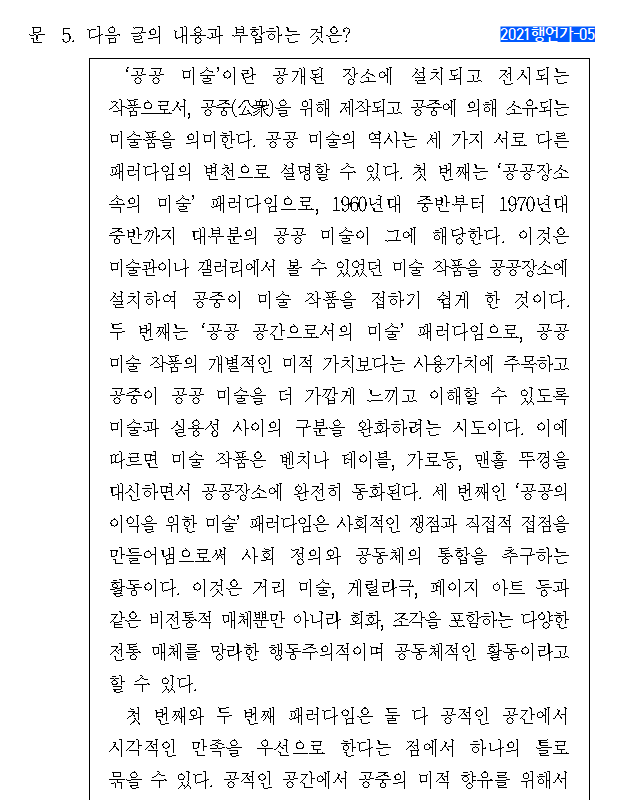 문 5. 다음 글의 내용과 부합하는 것은?
2021행언가-05
‘공공 미술’이란 공개된 장소에 설치되고 전시되는
작품으로서, 공중(公衆)을 위해 제작되고 공중에 의해 소유되는
미술품을 의미한다. 공공 미술의 역사는 세 가지 서로 다른
패러다임의 변천으로 설명할 수 있다. 첫 번째는 ‘공공장소
속의 미술’ 패러다임으로, 1960년대 중반부터 1970년대
중반까지 대부분의 공공 미술이 그에 해당한다. 이것은
미술관이나 갤러리에서 볼 수 있었던 미술 작품을 공공장소에
설치하여 공중이 미술 작품을 접하기 쉽게 한 것이다.
두 번째는 ‘공공 공간으로서의 미술’ 패러다임으로, 공공
미술 작품의 개별적인 미적 가치보다는 사용가치에 주목하고
공중이 공공 미술을 더 가깝게 느끼고 이해할 수 있도록
미술과 실용성 사이의 구분을 완화하려는 시도이다. 이에
따르면 미술 작품은 벤치나 테이블, 가로등, 맨홀 뚜껑을
대신하면서 공공장소에 완전히 동화된다. 세 번째인 ‘공공의
이익을 위한 미술’ 패러다임은 사회적인 쟁점과 직접적 접점을
만들어냄으로써 사회 정의와 공동체의 통합을 추구하는
활동이다. 이것은 거리 미술, 게릴라극, 페이지 아트 등과
같은 비전통적 매체뿐만 아니라 회화, 조각을 포함하는 다양한
전통 매체를 망라한 행동주의적이며 공동체적인 활동이라고
할 수 있다.
첫 번째와 두 번째 패러다임은 둘 다 공적인 공간에서
시각적인 만족을 우선으로 한다는 점에서 하나의 틀로
묶을 수 있다. 공적인 공간에서 공중의 미적 향유를 위해서